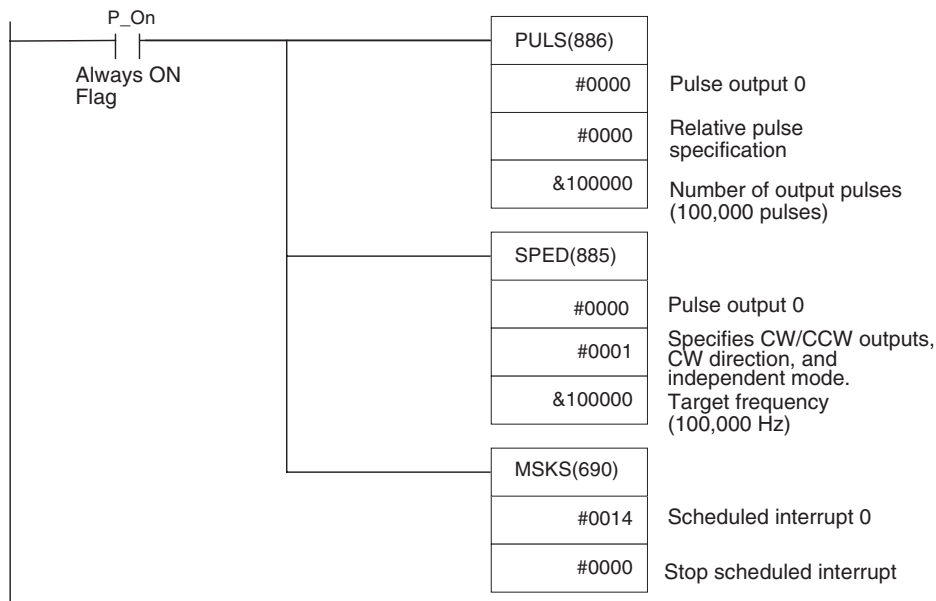 P_On
Always ON
Flag
PULS(886)
#0000
Pulse output 0
#0000
Relative pulse
specification
&100000
Number of output pulses
(100,000 pulses)
SPED(885)
#0000
Pulse output 0
#0001
Specifies CW/CCW outputs,
CW direction, and
independent mode.
&100000
Target frequency
(100,000 Hz)
MSKS(690)
#0014
Scheduled interrupt 0
#0000
Stop scheduled interrupt